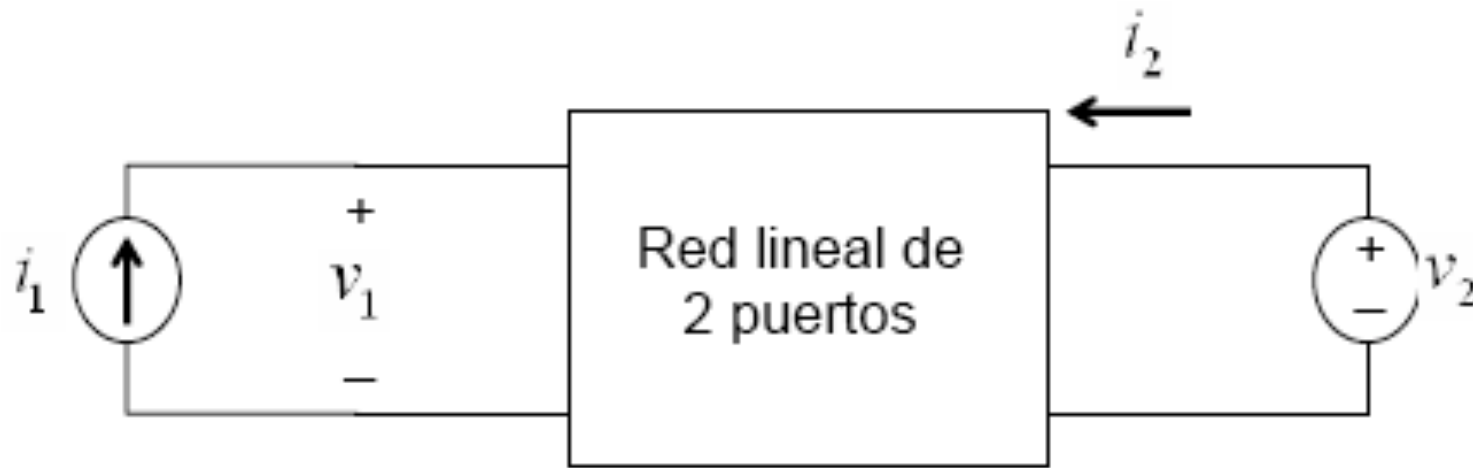 i₂
+
i₁
v₁
−
Red lineal de
2 puertos
+
−
v₂